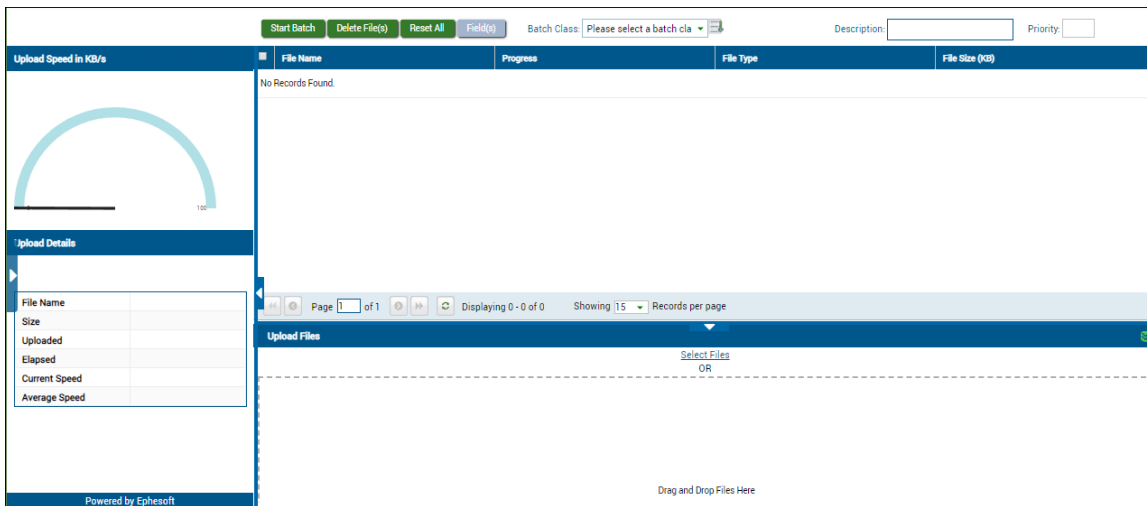 Start Batch Delete File(s) Reset All Field(s) Batch Class: Please select a batch cla Description: Priority:
Upload Speed in KB/s
File Name Progress File Type File Size (KB)
No Records Found.
0 100
Upload Details
File Name
Size
Uploaded
Elapsed
Current Speed
Average Speed
Powered by Ephesoft
Page 1 of 1 Displaying 0 - 0 of 0 Showing 15 Records per page
Upload Files
Select Files
OR
Drag and Drop Files Here